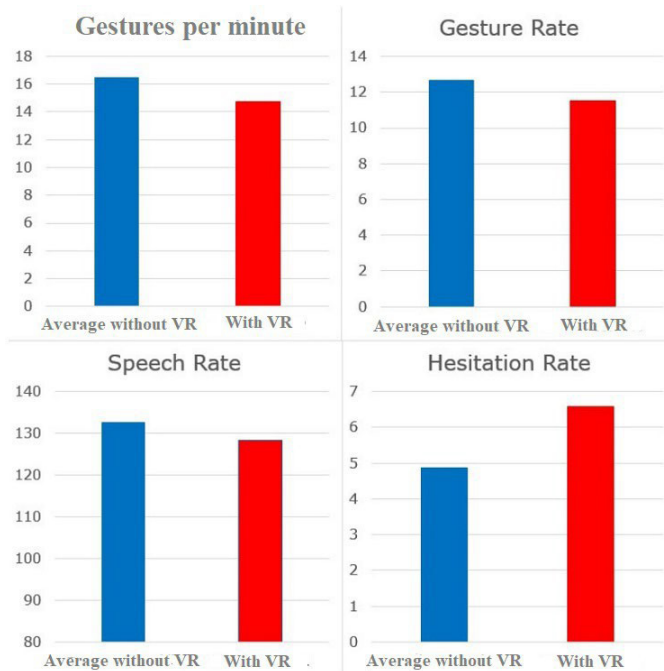 Gestures per minute
18
16
14
12
10
8
6
4
2
0
Average without VR
With VR
Gesture Rate
14
12
10
8
6
4
2
0
Average without VR
With VR
Speech Rate
140
130
120
110
100
90
80
Average without VR
With VR
Hesitation Rate
7
6
5
4
3
2
1
0
Average without VR
With VR